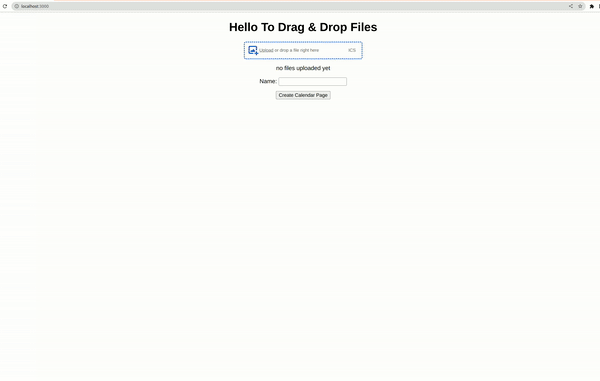 localhost:3000
Hello To Drag & Drop Files
Upload or drop a file right here
ICS
no files uploaded yet
Name:
Create Calendar Page